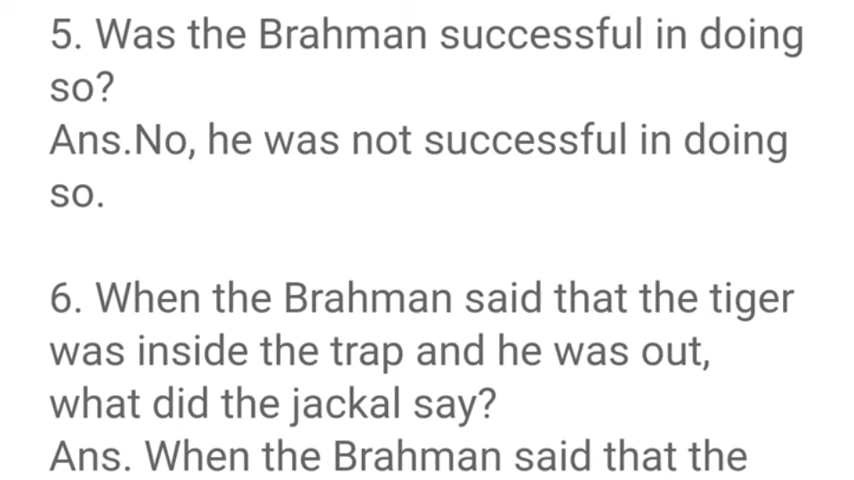 5. Was the Brahman successful in doing
so?
Ans.No, he was not successful in doing
so.
6. When the Brahman said that the tiger
was inside the trap and he was out,
what did the jackal say?
Ans. When the Brahman said that the